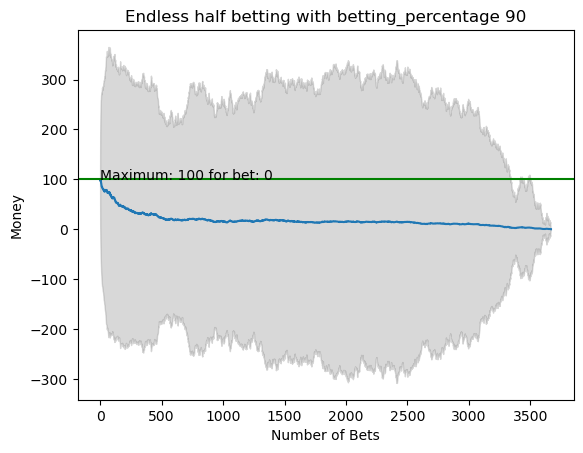 Endless half betting with betting_percentage 90
300
200
Maximum: 100 for bet: 0
100
0
−100
−200
−300
Money
0 500 1000 1500 2000 2500 3000 3500
Number of Bets